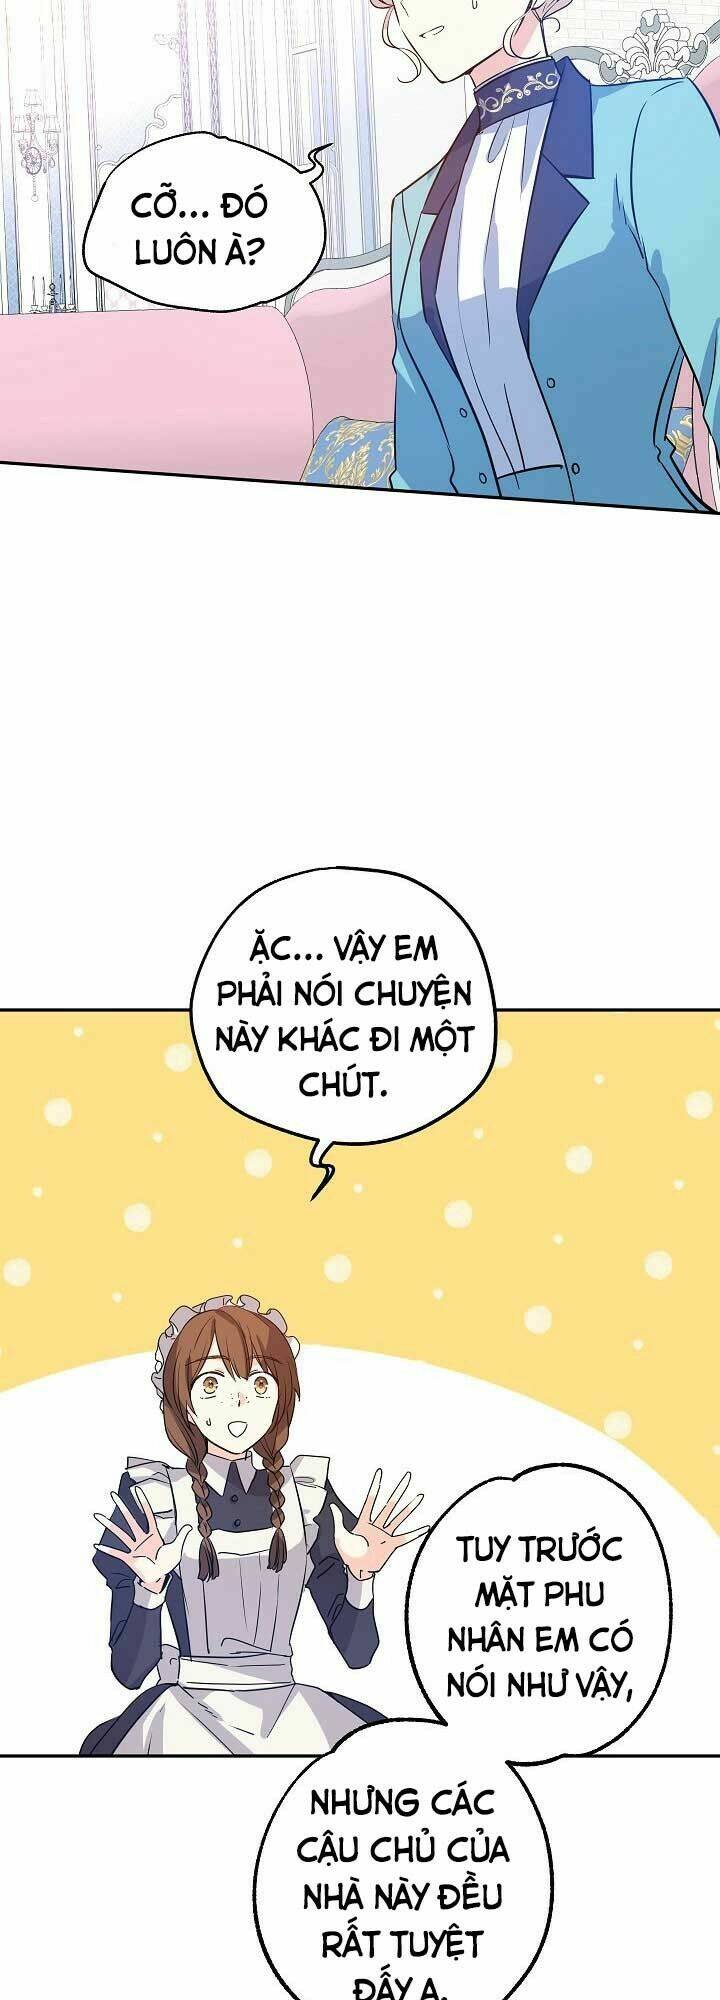 CỠ... ĐÓ
LUÔN À?
ẶC... VẬY EM
PHẢI NÓI CHUYỆN
NÀY KHÁC ĐI MỘT
CHÚT.
TUY TRƯỚC
MẶT PHU
NHÂN EM CÓ
NÓI NHƯ VẬY,
NHƯNG CÁC
CẬU CHỦ CỦA
NHÀ NÀY ĐỀU
RẤT TUYỆT
ĐẤY Ạ.